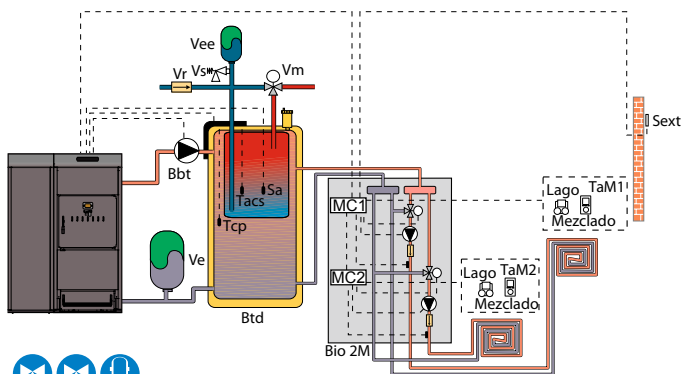 Vee
Vs
Vr
Vm
Sext
Bbt
Sa
Tacs
Tcp
Lago TaM1
Mezclado
MC1
Ve
MC2
Lago TaM2
Mezclado
Btd
Bio 2M